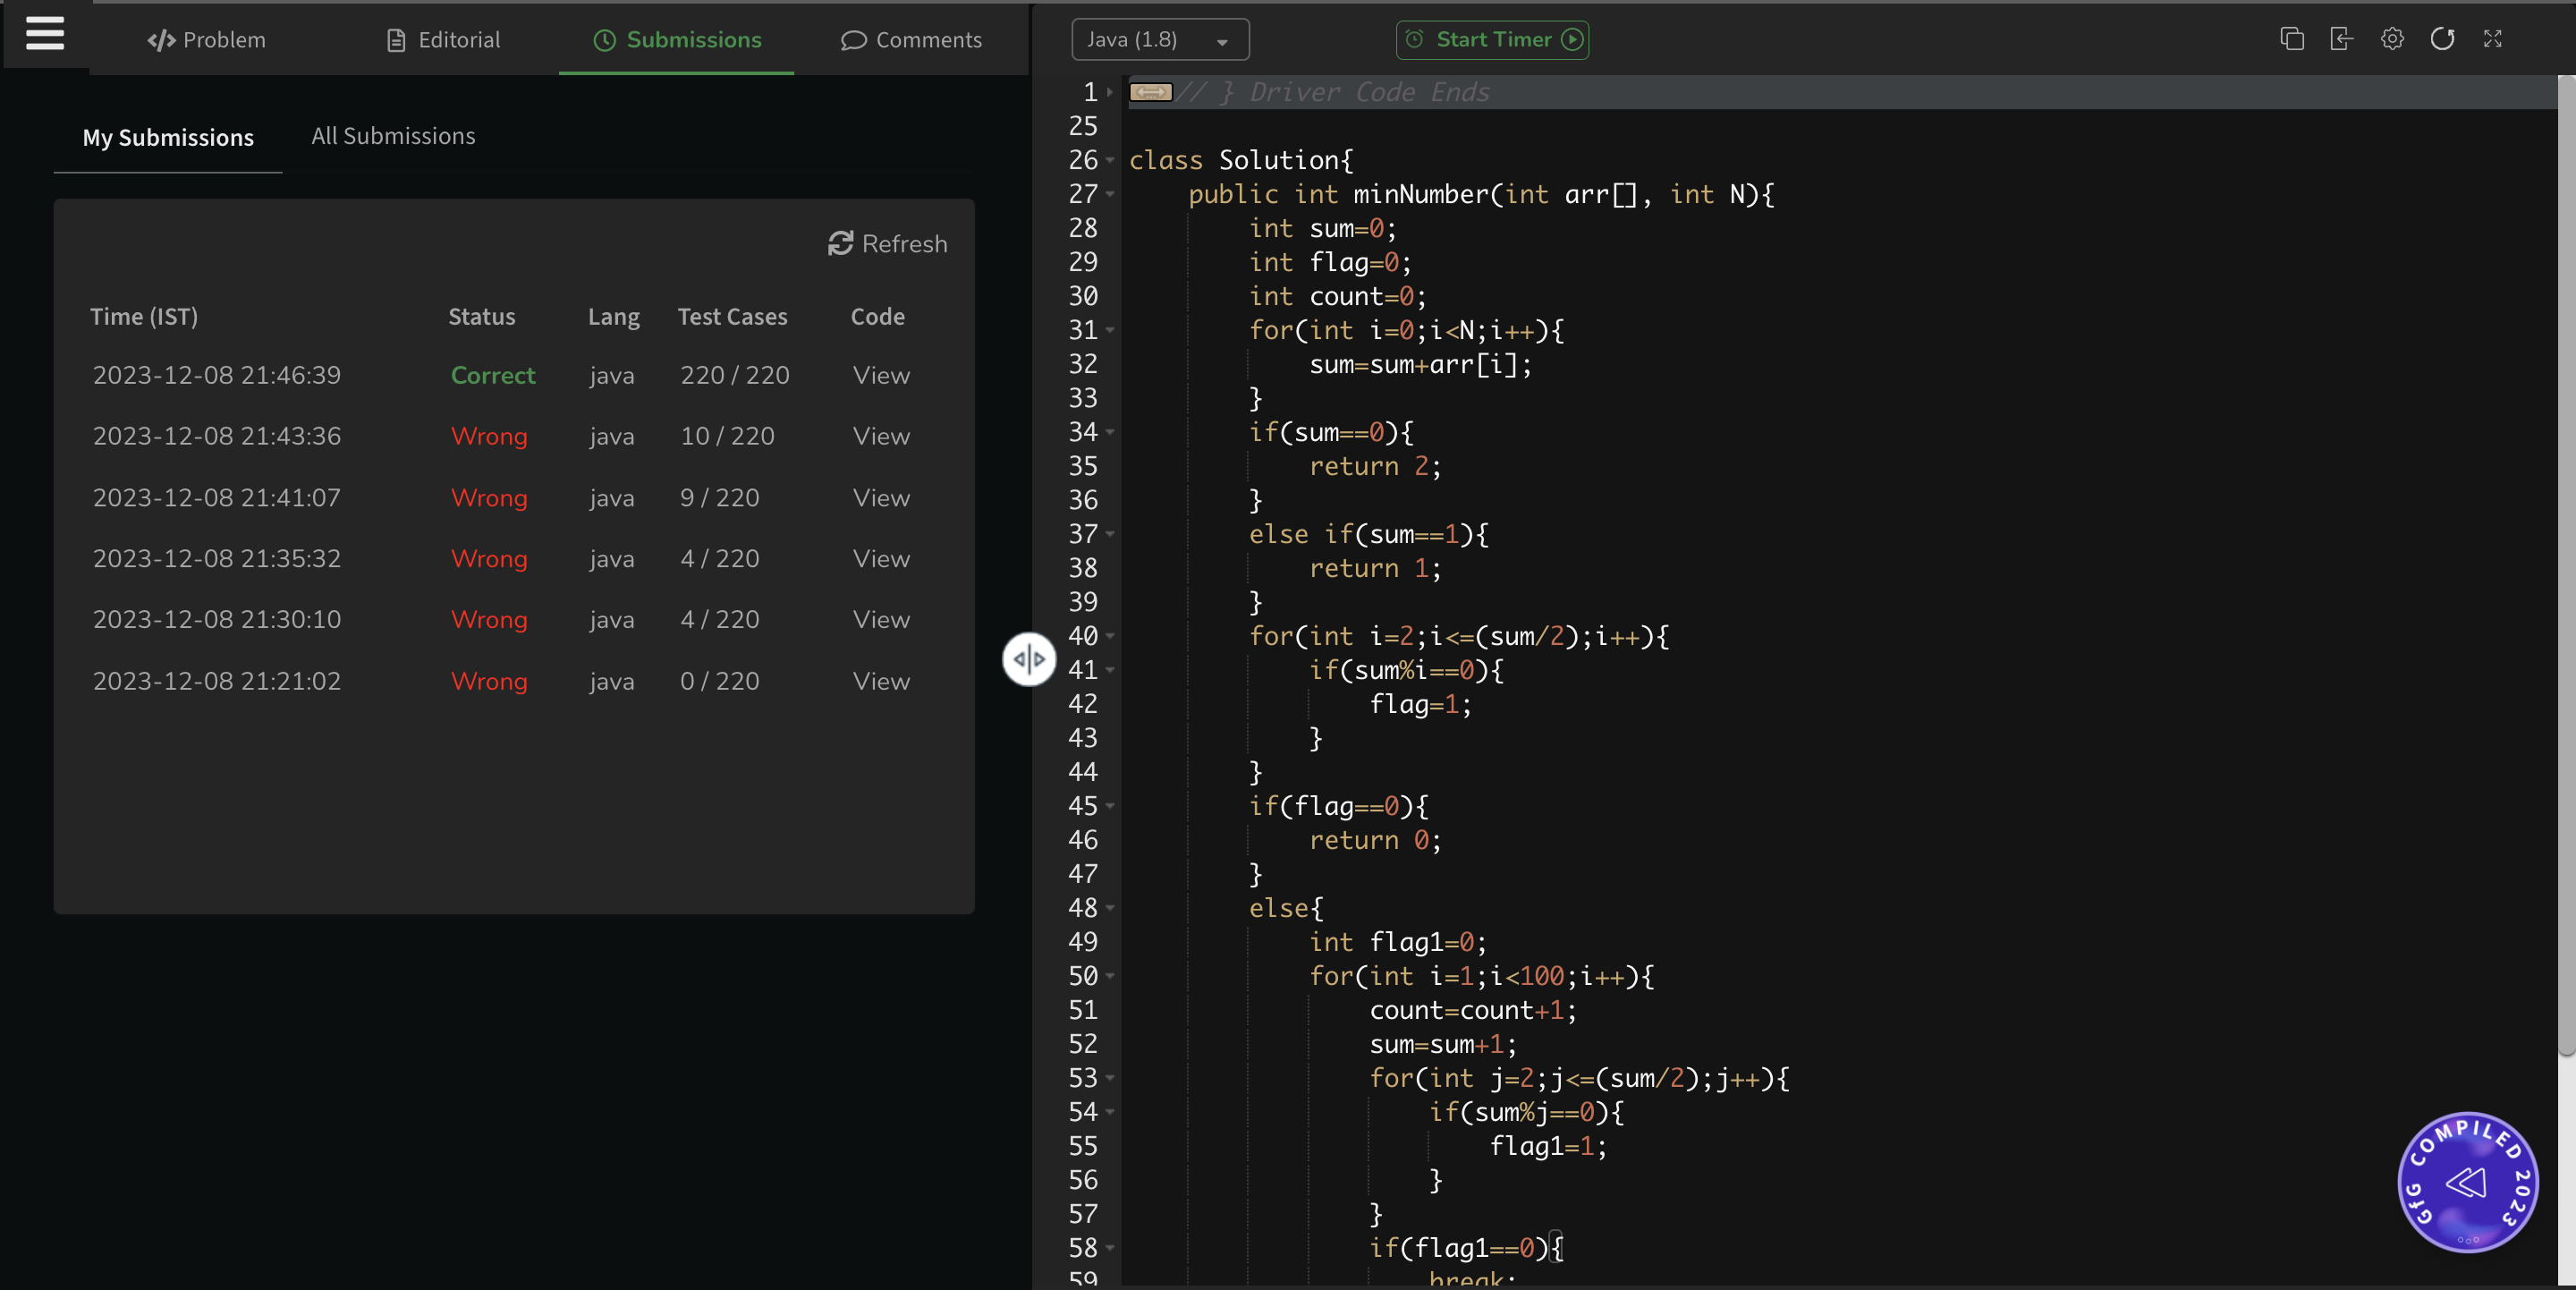 Problem
Editorial
Submissions
Comments
My Submissions
All Submissions
Refresh
Time (IST) Status Lang Test Cases Code
2023-12-08 21:46:39 Correct java 220 / 220 View
2023-12-08 21:43:36 Wrong java 10 / 220 View
2023-12-08 21:41:07 Wrong java 9 / 220 View
2023-12-08 21:35:32 Wrong java 4 / 220 View
2023-12-08 21:30:10 Wrong java 4 / 220 View
2023-12-08 21:21:02 Wrong java 0 / 220 View
Java (1.8)
Start Timer
1 // } Driver Code Ends
25
26 class Solution{
27     public int minNumber(int arr[], int N){
28         int sum=0;
29         int flag=0;
30         int count=0;
31         for(int i=0;i<N;i++){
32             sum=sum+arr[i];
33         }
34         if(sum==0){
35             return 2;
36         }
37         else if(sum==1){
38             return 1;
39         }
40         for(int i=2;i<=(sum/2);i++){
41             if(sum%i==0){
42                 flag=1;
43             }
44         }
45         if(flag==0){
46             return 0;
47         }
48         else{
49             int flag1=0;
50             for(int i=1;i<100;i++){
51                 count=count+1;
52                 sum=sum+1;
53                 for(int j=2;j<=(sum/2);j++){
54                     if(sum%j==0){
55                         flag1=1;
56                     }
57                 }
58                 if(flag1==0){
59                     break;
GfG COMPILED 2023